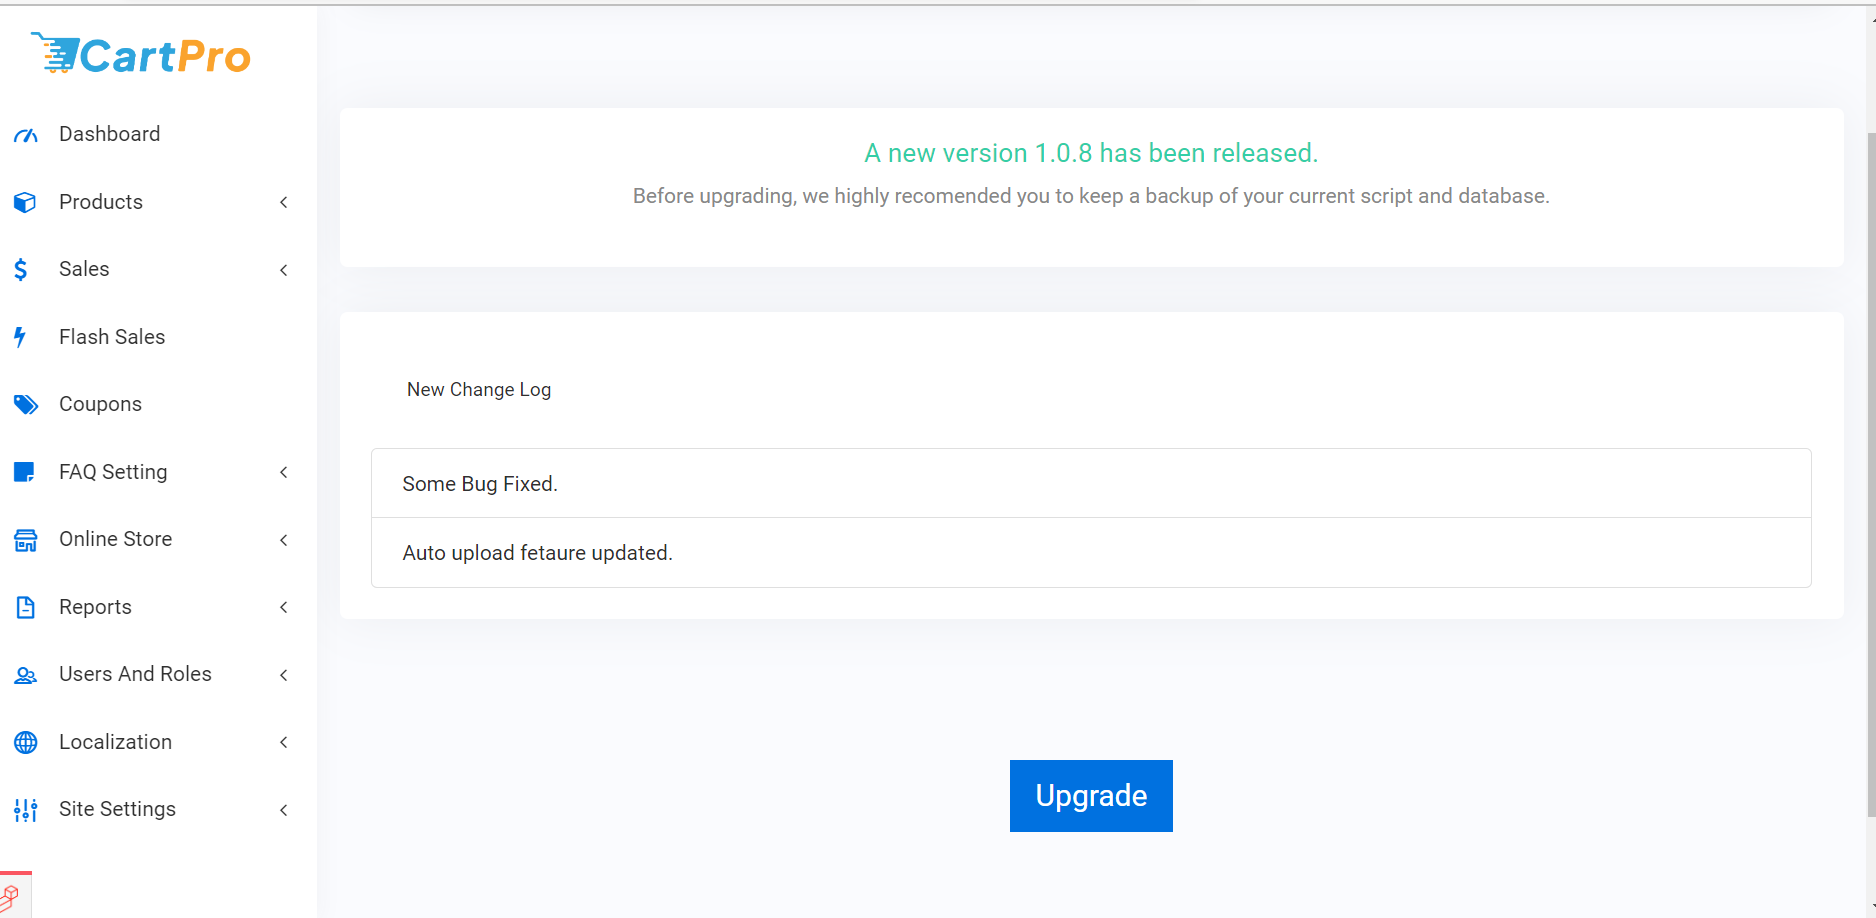 CartPro
Dashboard
Products
Sales
Flash Sales
Coupons
FAQ Setting
Online Store
Reports
Users And Roles
Localization
Site Settings
A new version 1.0.8 has been released.
Before upgrading, we highly recomended you to keep a backup of your current script and database.
New Change Log
Some Bug Fixed.
Auto upload fetaure updated.
Upgrade